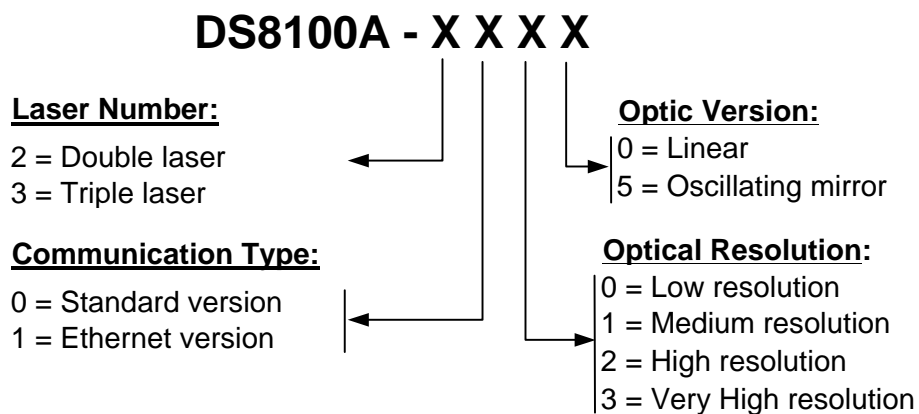 DS8100A - X X X X
Laser Number:
2 = Double laser
3 = Triple laser
Communication Type:
0 = Standard version
1 = Ethernet version
Optic Version:
0 = Linear
5 = Oscillating mirror
Optical Resolution:
0 = Low resolution
1 = Medium resolution
2 = High resolution
3 = Very High resolution